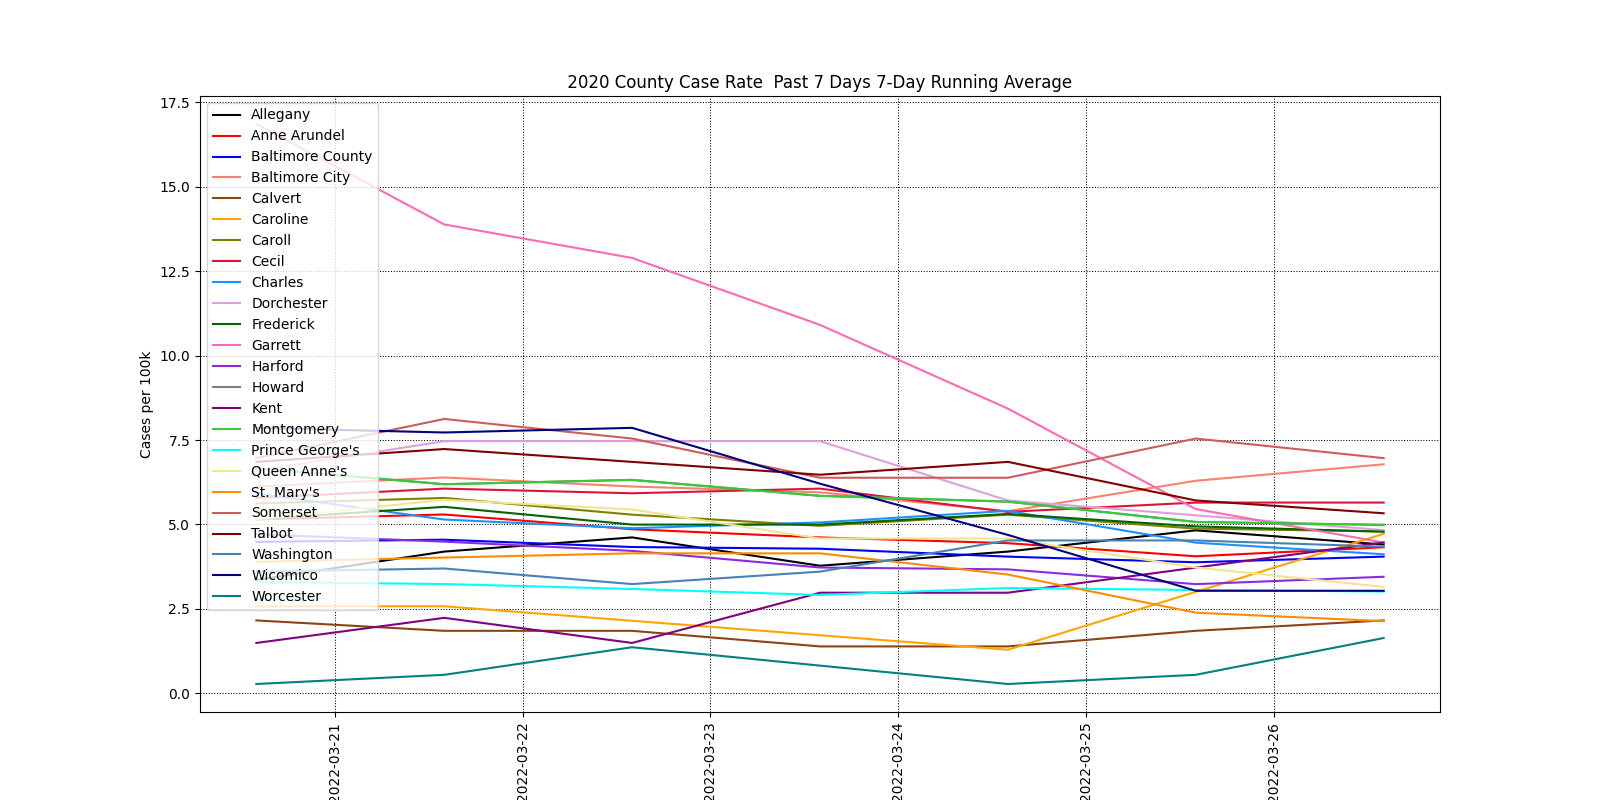 2020 County Case Rate  Past 7 Days 7-Day Running Average
Cases per 100k
17.5
15.0
12.5
10.0
7.5
5.0
2.5
0.0
Allegany
Anne Arundel
Baltimore County
Baltimore City
Calvert
Caroline
Caroll
Cecil
Charles
Dorchester
Frederick
Garrett
Harford
Howard
Kent
Montgomery
Prince George's
Queen Anne's
St. Mary's
Somerset
Talbot
Washington
Wicomico
Worcester
2022-03-21
2022-03-22
2022-03-23
2022-03-24
2022-03-25
2022-03-26